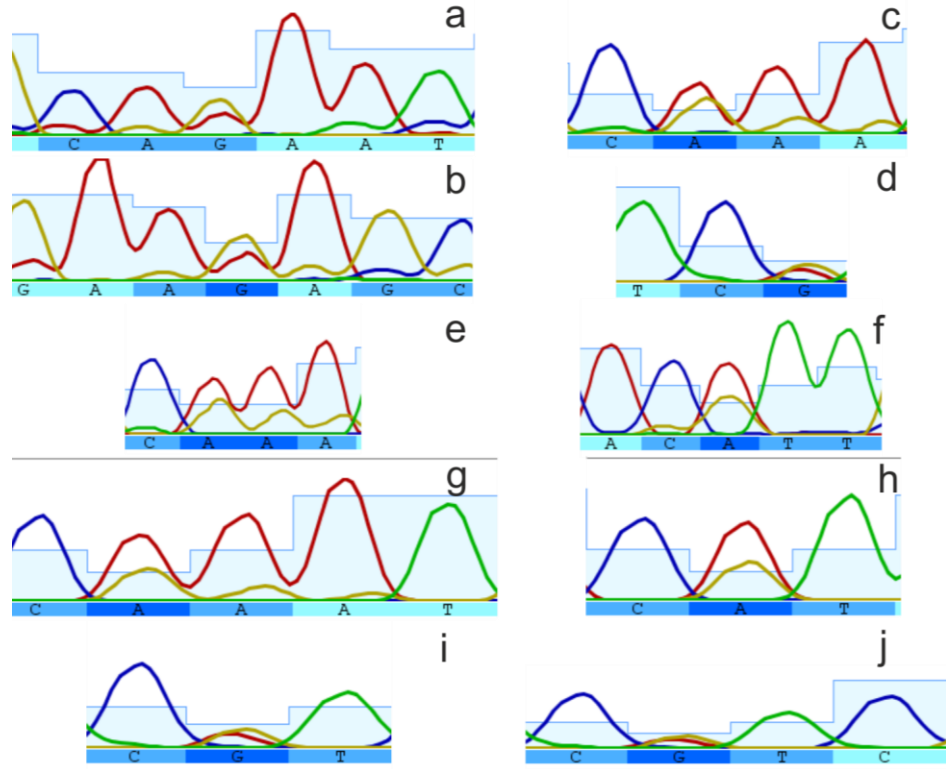 a
C A G A A T
c
C A A A
b
G A A G A G C
d
T C G
e
C A A A
f
A C A T T
g
C A A A T
h
C A T
i
C G T
j
C G T C